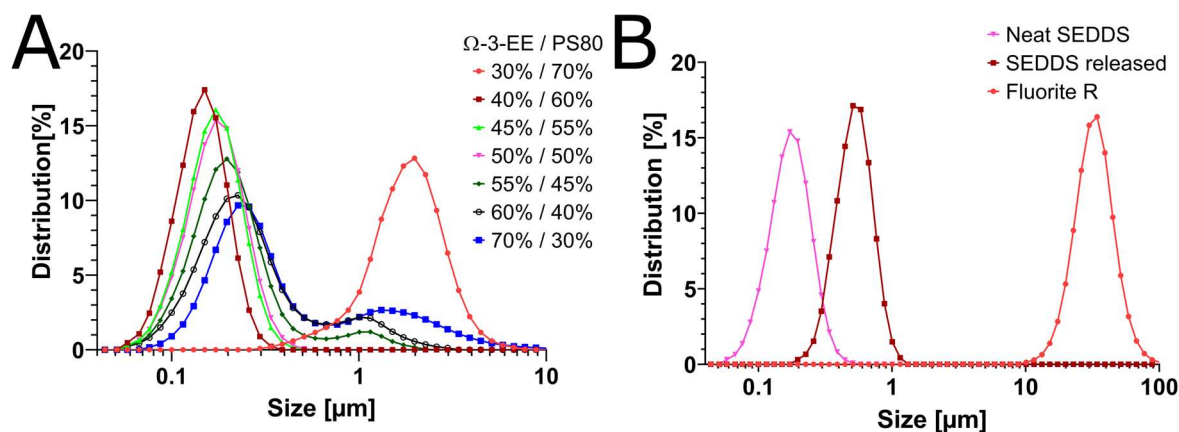 A
Ω-3-EE / PS80
30% / 70%
40% / 60%
45% / 55%
50% / 50%
55% / 45%
60% / 40%
70% / 30%
Distribution[%]
20
15
10
5
0
0.1
1
10
Size [µm]
B
Neat SEDDS
SEDDS released
Fluorite R
Distribution [%]
20
15
10
5
0
0.1
1
10
100
Size [µm]